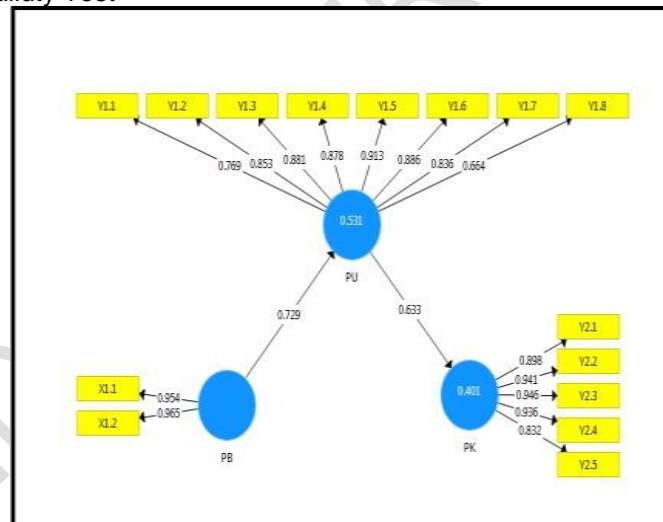 Validity Test
Y1.1 Y1.2 Y1.3 Y1.4 Y1.5 Y1.6 Y1.7 Y1.8
0.769 0.853 0.881 0.878 0.913 0.886 0.836 0.664
0.531
PU
0.729
0.633
X1.1
X1.2
0.954
0.965
PB
0.401
PK
0.898
0.941
0.946
0.936
0.832
Y2.1
Y2.2
Y2.3
Y2.4
Y2.5